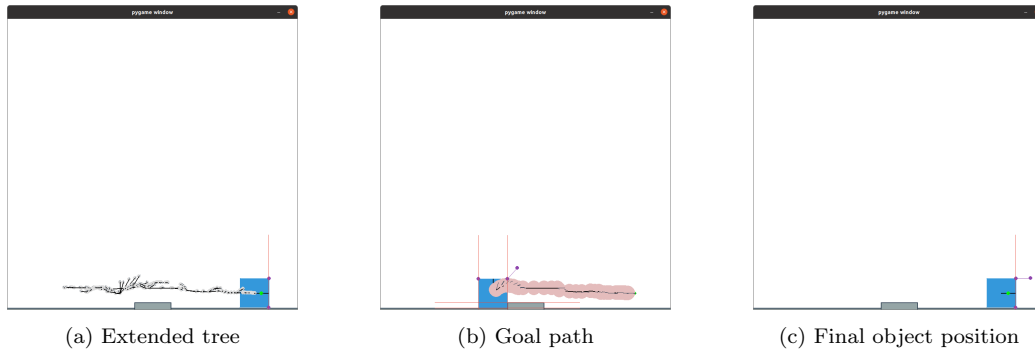 pygame window
pygame window
pygame window
(a) Extended tree
(b) Goal path
(c) Final object position